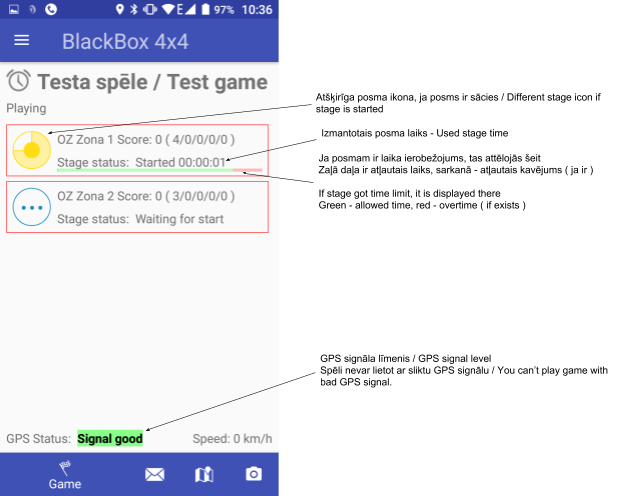 97% 10:36
BlackBox 4x4
Testa spēle / Test game
Playing
OZ Zona 1 Score: 0 ( 4/0/0/0/0 )
Stage status: Started 00:00:01
OZ Zona 2 Score: 0 ( 3/0/0/0/0 )
Stage status: Waiting for start
Atšķirīga posma ikona, ja posms ir sācies / Different stage icon if
stage is started
Izmantotais posma laiks - Used stage time
Ja posmam ir laika ierobežojums, tas attēlojās šeit
Zaļā daļa ir atļautais laiks, sarkanā - atļautais kavējums ( ja ir )
If stage got time limit, it is displayed there
Green - allowed time, red - overtime ( if exists )
GPS signāla līmenis / GPS signal level
Spēli nevar lietot ar sliktu GPS signālu / You can't play game with
bad GPS signal.
GPS Status: Signal good Speed: 0 km/h
Game